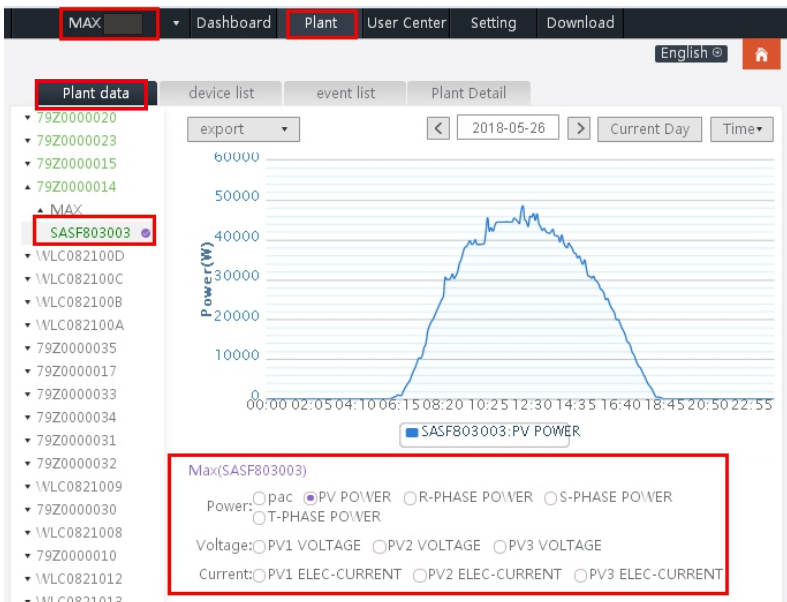 MAX Dashboard Plant User Center Setting Download
English
Plant data device list event list Plant Detail
79Z0000020
79Z0000023
79Z0000015
79Z0000014
MAX
SASF803003
WLC082100D
WLC082100C
WLC082100B
WLC082100A
79Z0000035
79Z0000017
79Z0000033
79Z0000034
79Z0000031
79Z0000032
WLC0821009
79Z0000030
WLC0821008
79Z0000010
WLC0821012
WLC0821013
export 2018-05-26 Current Day Time
60000
50000
40000
30000
20000
10000
0
Power(W)
00:00 02:05 04:10 06:15 08:20 10:25 12:30 14:35 16:40 18:45 20:50 22:55
SASF803003:PV POWER
Max(SASF803003)
Power: pac PV POWER R-PHASE POWER S-PHASE POWER
T-PHASE POWER
Voltage: PV1 VOLTAGE PV2 VOLTAGE PV3 VOLTAGE
Current: PV1 ELEC-CURRENT PV2 ELEC-CURRENT PV3 ELEC-CURRENT